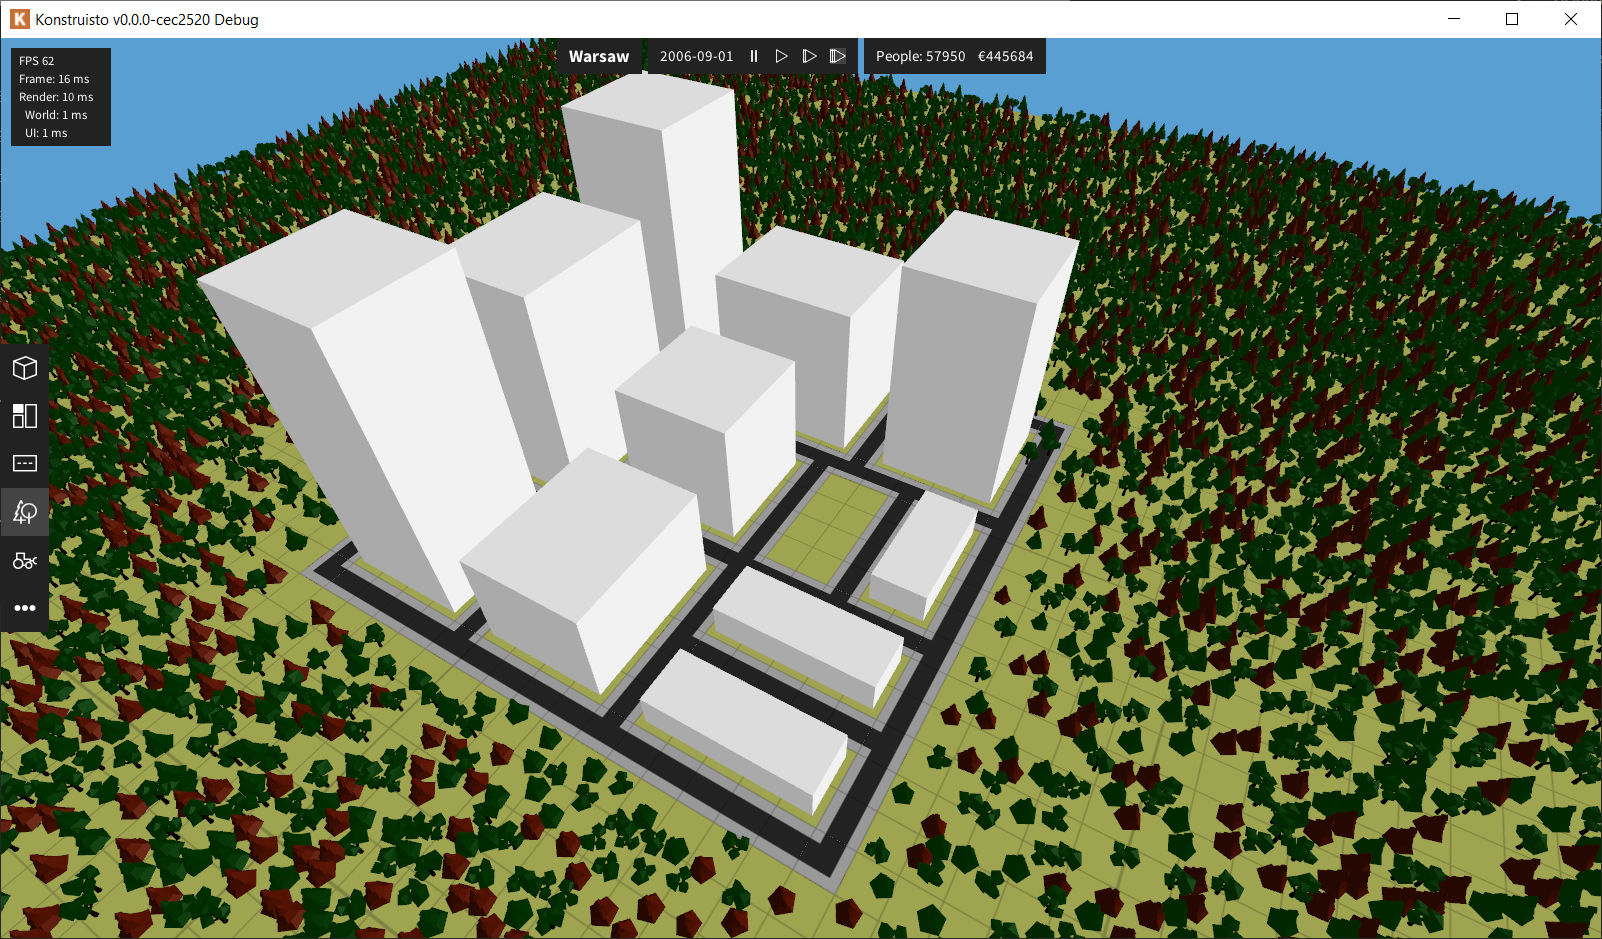 K Konstruisto v0.0.0-cec2520 Debug
FPS 62
Frame: 16 ms
Render: 10 ms
World: 1 ms
UI: 1 ms
Warsaw 2006-09-01 People: 57950 €445684